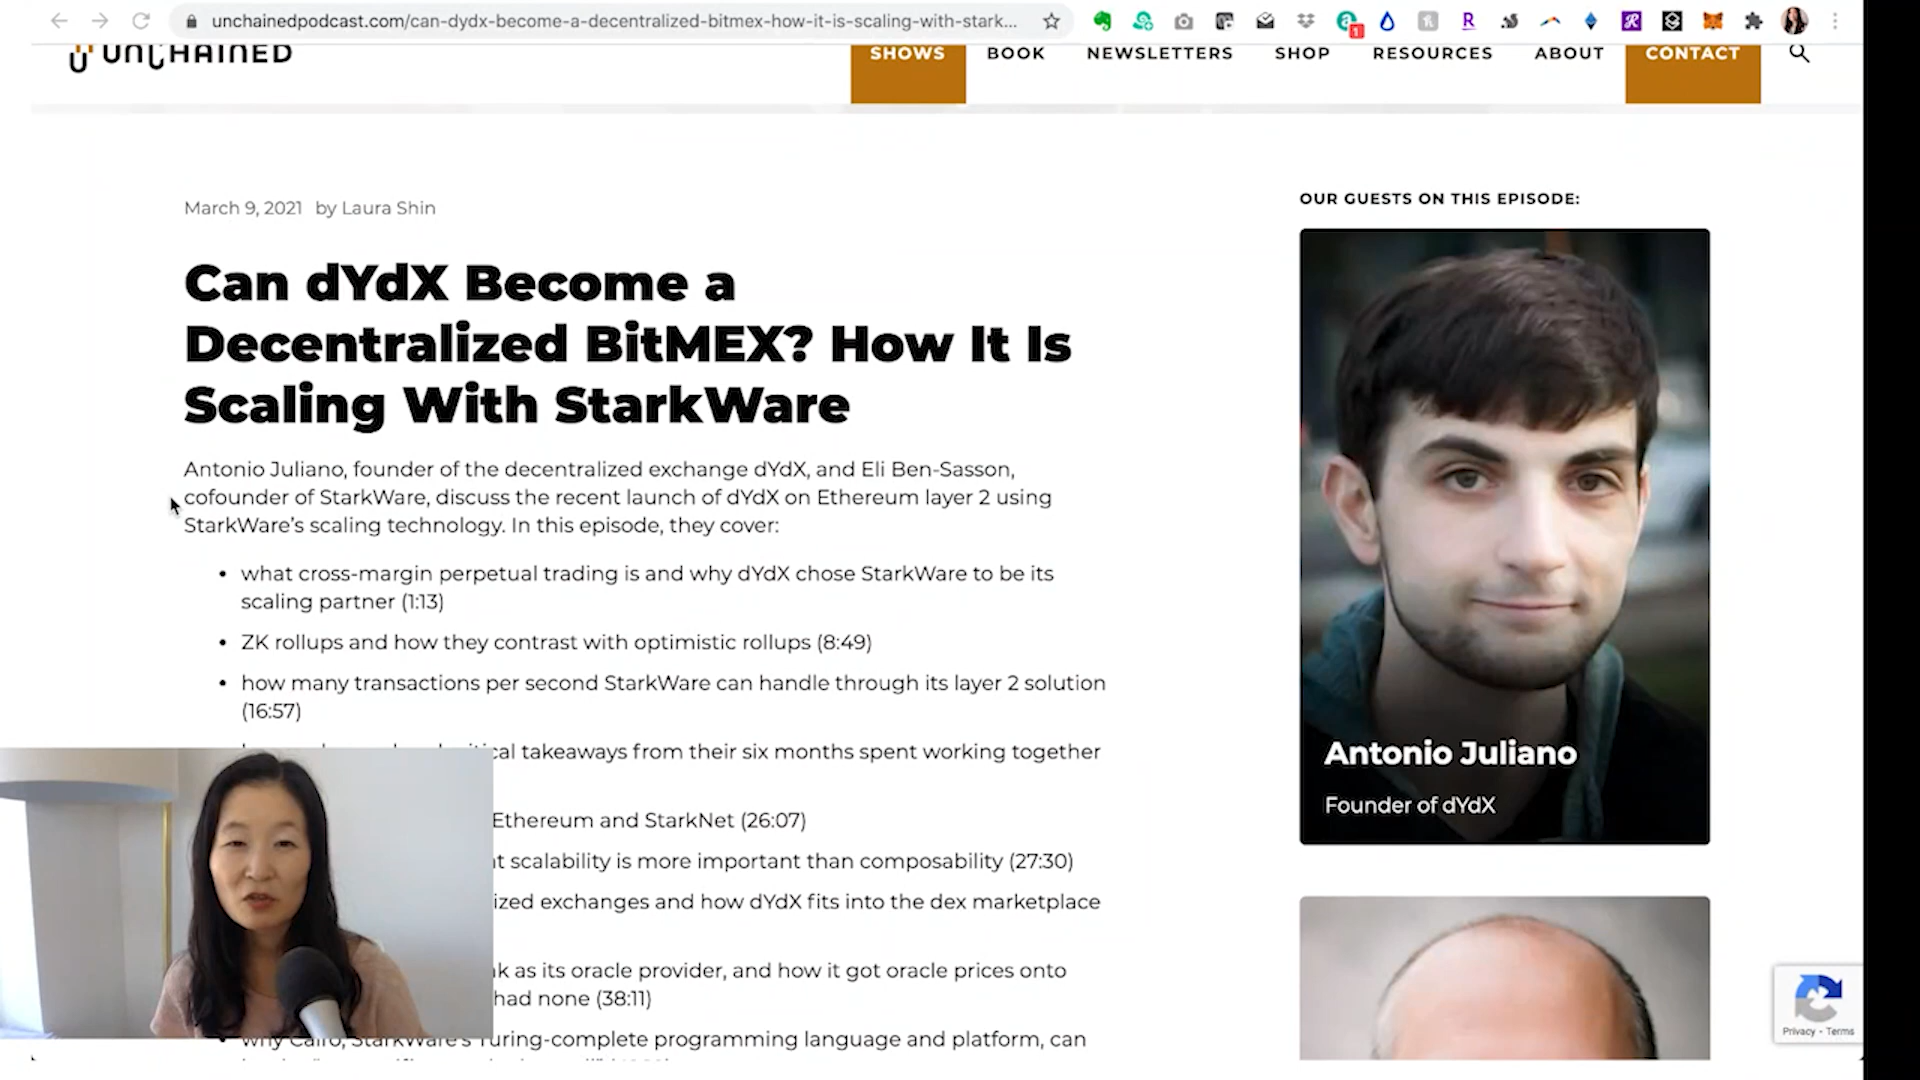 unchainedpodcast.com/can-dydx-become-a-decentralized-bitmex-how-it-is-scaling-with-stark...
1
UNCHAINED
SHOWS
BOOK
NEWSLETTERS
SHOP
RESOURCES
ABOUT
CONTACT
March 9, 2021 by Laura Shin
Can dYdX Become a
Decentralized BitMEX? How It Is
Scaling With StarkWare
Antonio Juliano, founder of the decentralized exchange dYdX, and Eli Ben-Sasson,
cofounder of StarkWare, discuss the recent launch of dYdX on Ethereum layer 2 using
StarkWare's scaling technology. In this episode, they cover:
• what cross-margin perpetual trading is and why dYdX chose StarkWare to be its
scaling partner (1:13)
• ZK rollups and how they contrast with optimistic rollups (8:49)
• how many transactions per second StarkWare can handle through its layer 2 solution
(16:57)
takeaways from their six months spent working together
Ethereum and StarkNet (26:07)
scalability is more important than composability (27:30)
exchanges and how dYdX fits into the dex marketplace
as its oracle provider, and how it got oracle prices onto
had none (38:11)
why Cairo, StarkWare's Turing-complete programming language and platform, can
OUR GUESTS ON THIS EPISODE:
Antonio Juliano
Founder of dYdX
Privacy - Terms